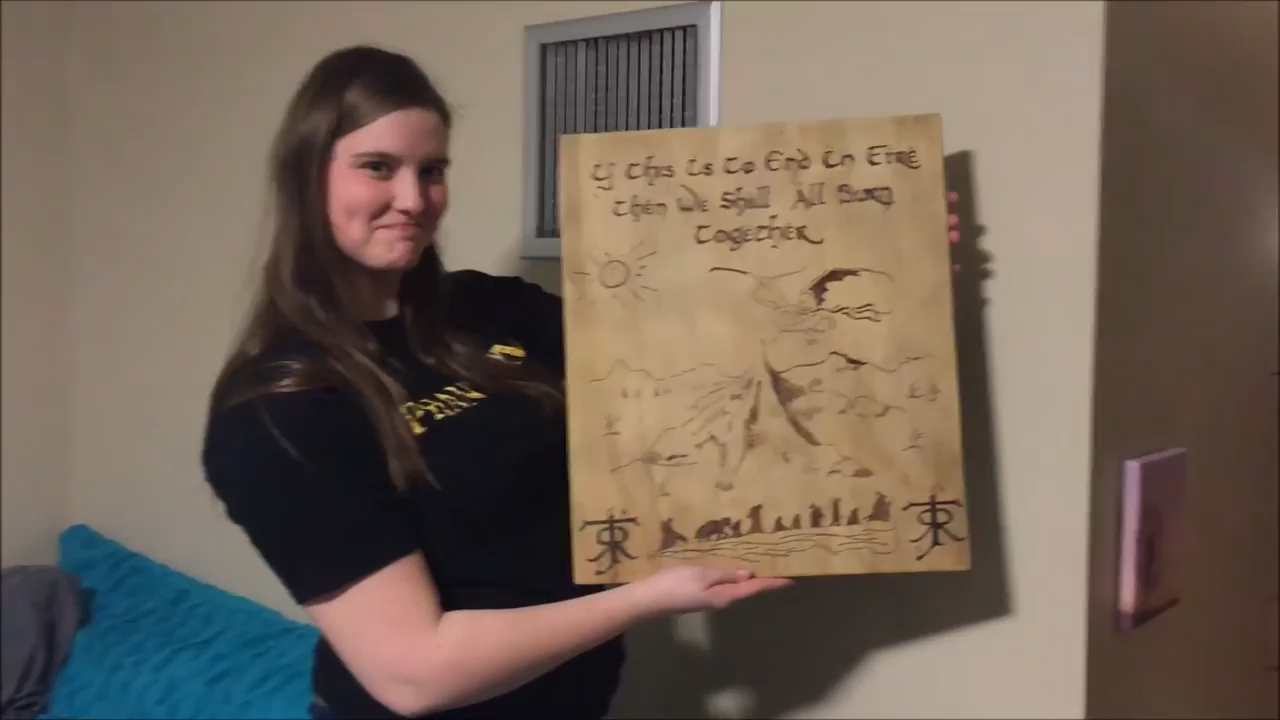 If This Is To End In Fire
Then We Shall All Burn
Together